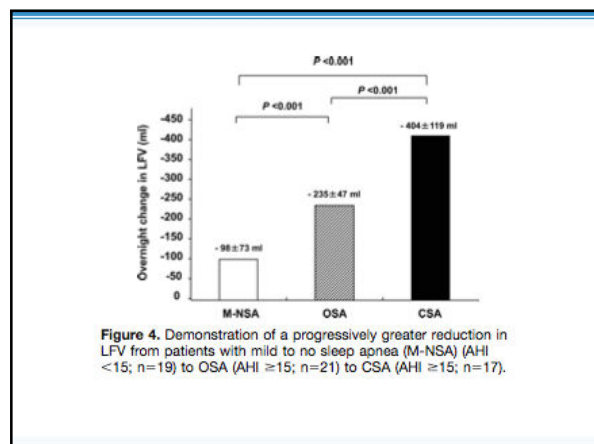 P <0.001
P <0.001
P <0.001
Overnight change in LFV (ml)
-450
-400
-350
-300
-250
-200
-150
-100
-50
0
- 98±73 ml
- 235±47 ml
- 404±119 ml
M-NSA OSA CSA
Figure 4. Demonstration of a progressively greater reduction in
LFV from patients with mild to no sleep apnea (M-NSA) (AHI
<15; n=19) to OSA (AHI ≥15; n=21) to CSA (AHI ≥15; n=17).